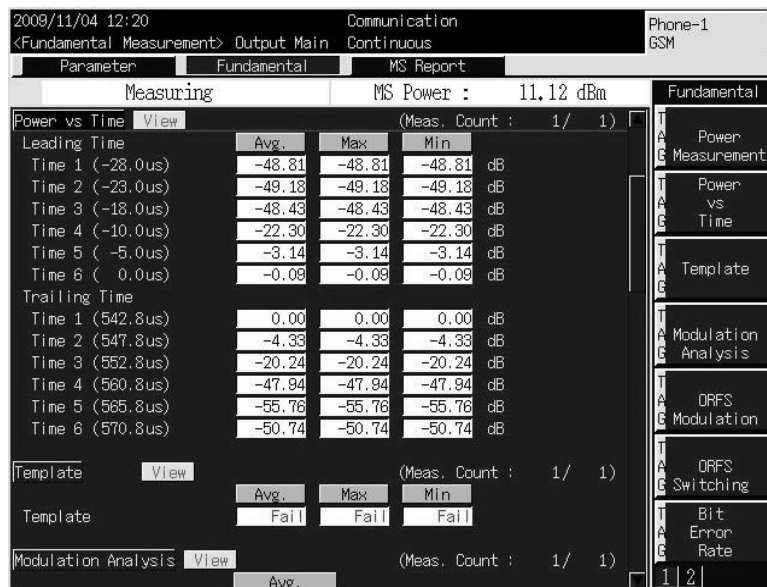 2009/11/04 12:20 Communication Phone-1
<Fundamental Measurement> Output Main Continuous GSM
Parameter Fundamental MS Report
Measuring MS Power : 11.12 dBm Fundamental
Power vs Time View (Meas. Count : 1/ 1)
Leading Time Avg. Max Min
Time 1 (-28.0us) -48.81 -48.81 -48.81 dB
Time 2 (-23.0us) -49.18 -49.18 -49.18 dB
Time 3 (-18.0us) -48.43 -48.43 -48.43 dB
Time 4 (-10.0us) -22.30 -22.30 -22.30 dB
Time 5 ( -5.0us) -3.14 -3.14 -3.14 dB
Time 6 ( 0.0us) -0.09 -0.09 -0.09 dB
Trailing Time
Time 1 (542.8us) 0.00 0.00 0.00 dB
Time 2 (547.8us) -4.33 -4.33 -4.33 dB
Time 3 (552.8us) -20.24 -20.24 -20.24 dB
Time 4 (560.8us) -47.94 -47.94 -47.94 dB
Time 5 (565.8us) -55.76 -55.76 -55.76 dB
Time 6 (570.8us) -50.74 -50.74 -50.74 dB
Template View (Meas. Count : 1/ 1)
Avg. Max Min
Template Fail Fail Fail
Modulation Analysis View (Meas. Count : 1/ 1)
Avg.
TAG
Power
Measurement
TAG
Power
vs
Time
TAG
Template
TAG
Modulation
Analysis
TAG
ORFS
Modulation
TAG
ORFS
Switching
TAG
Bit
Error
Rate
1 2